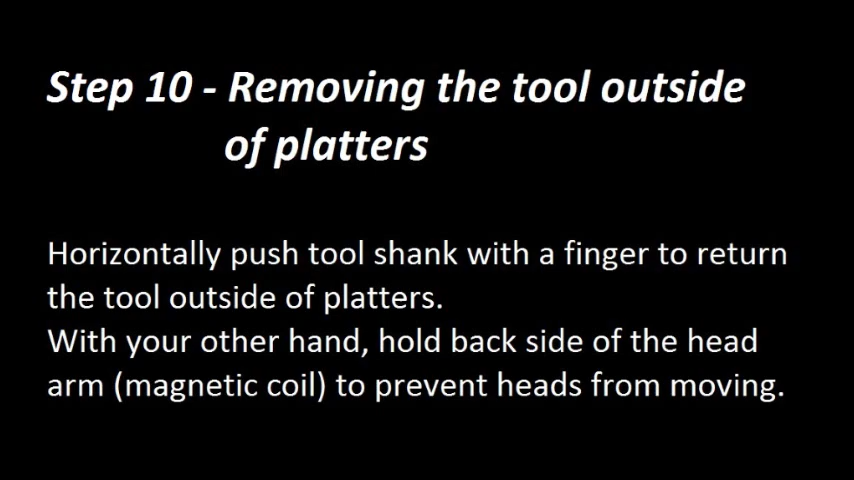 Step 10 - Removing the tool outside
of platters
Horizontally push tool shank with a finger to return
the tool outside of platters.
With your other hand, hold back side of the head
arm (magnetic coil) to prevent heads from moving.